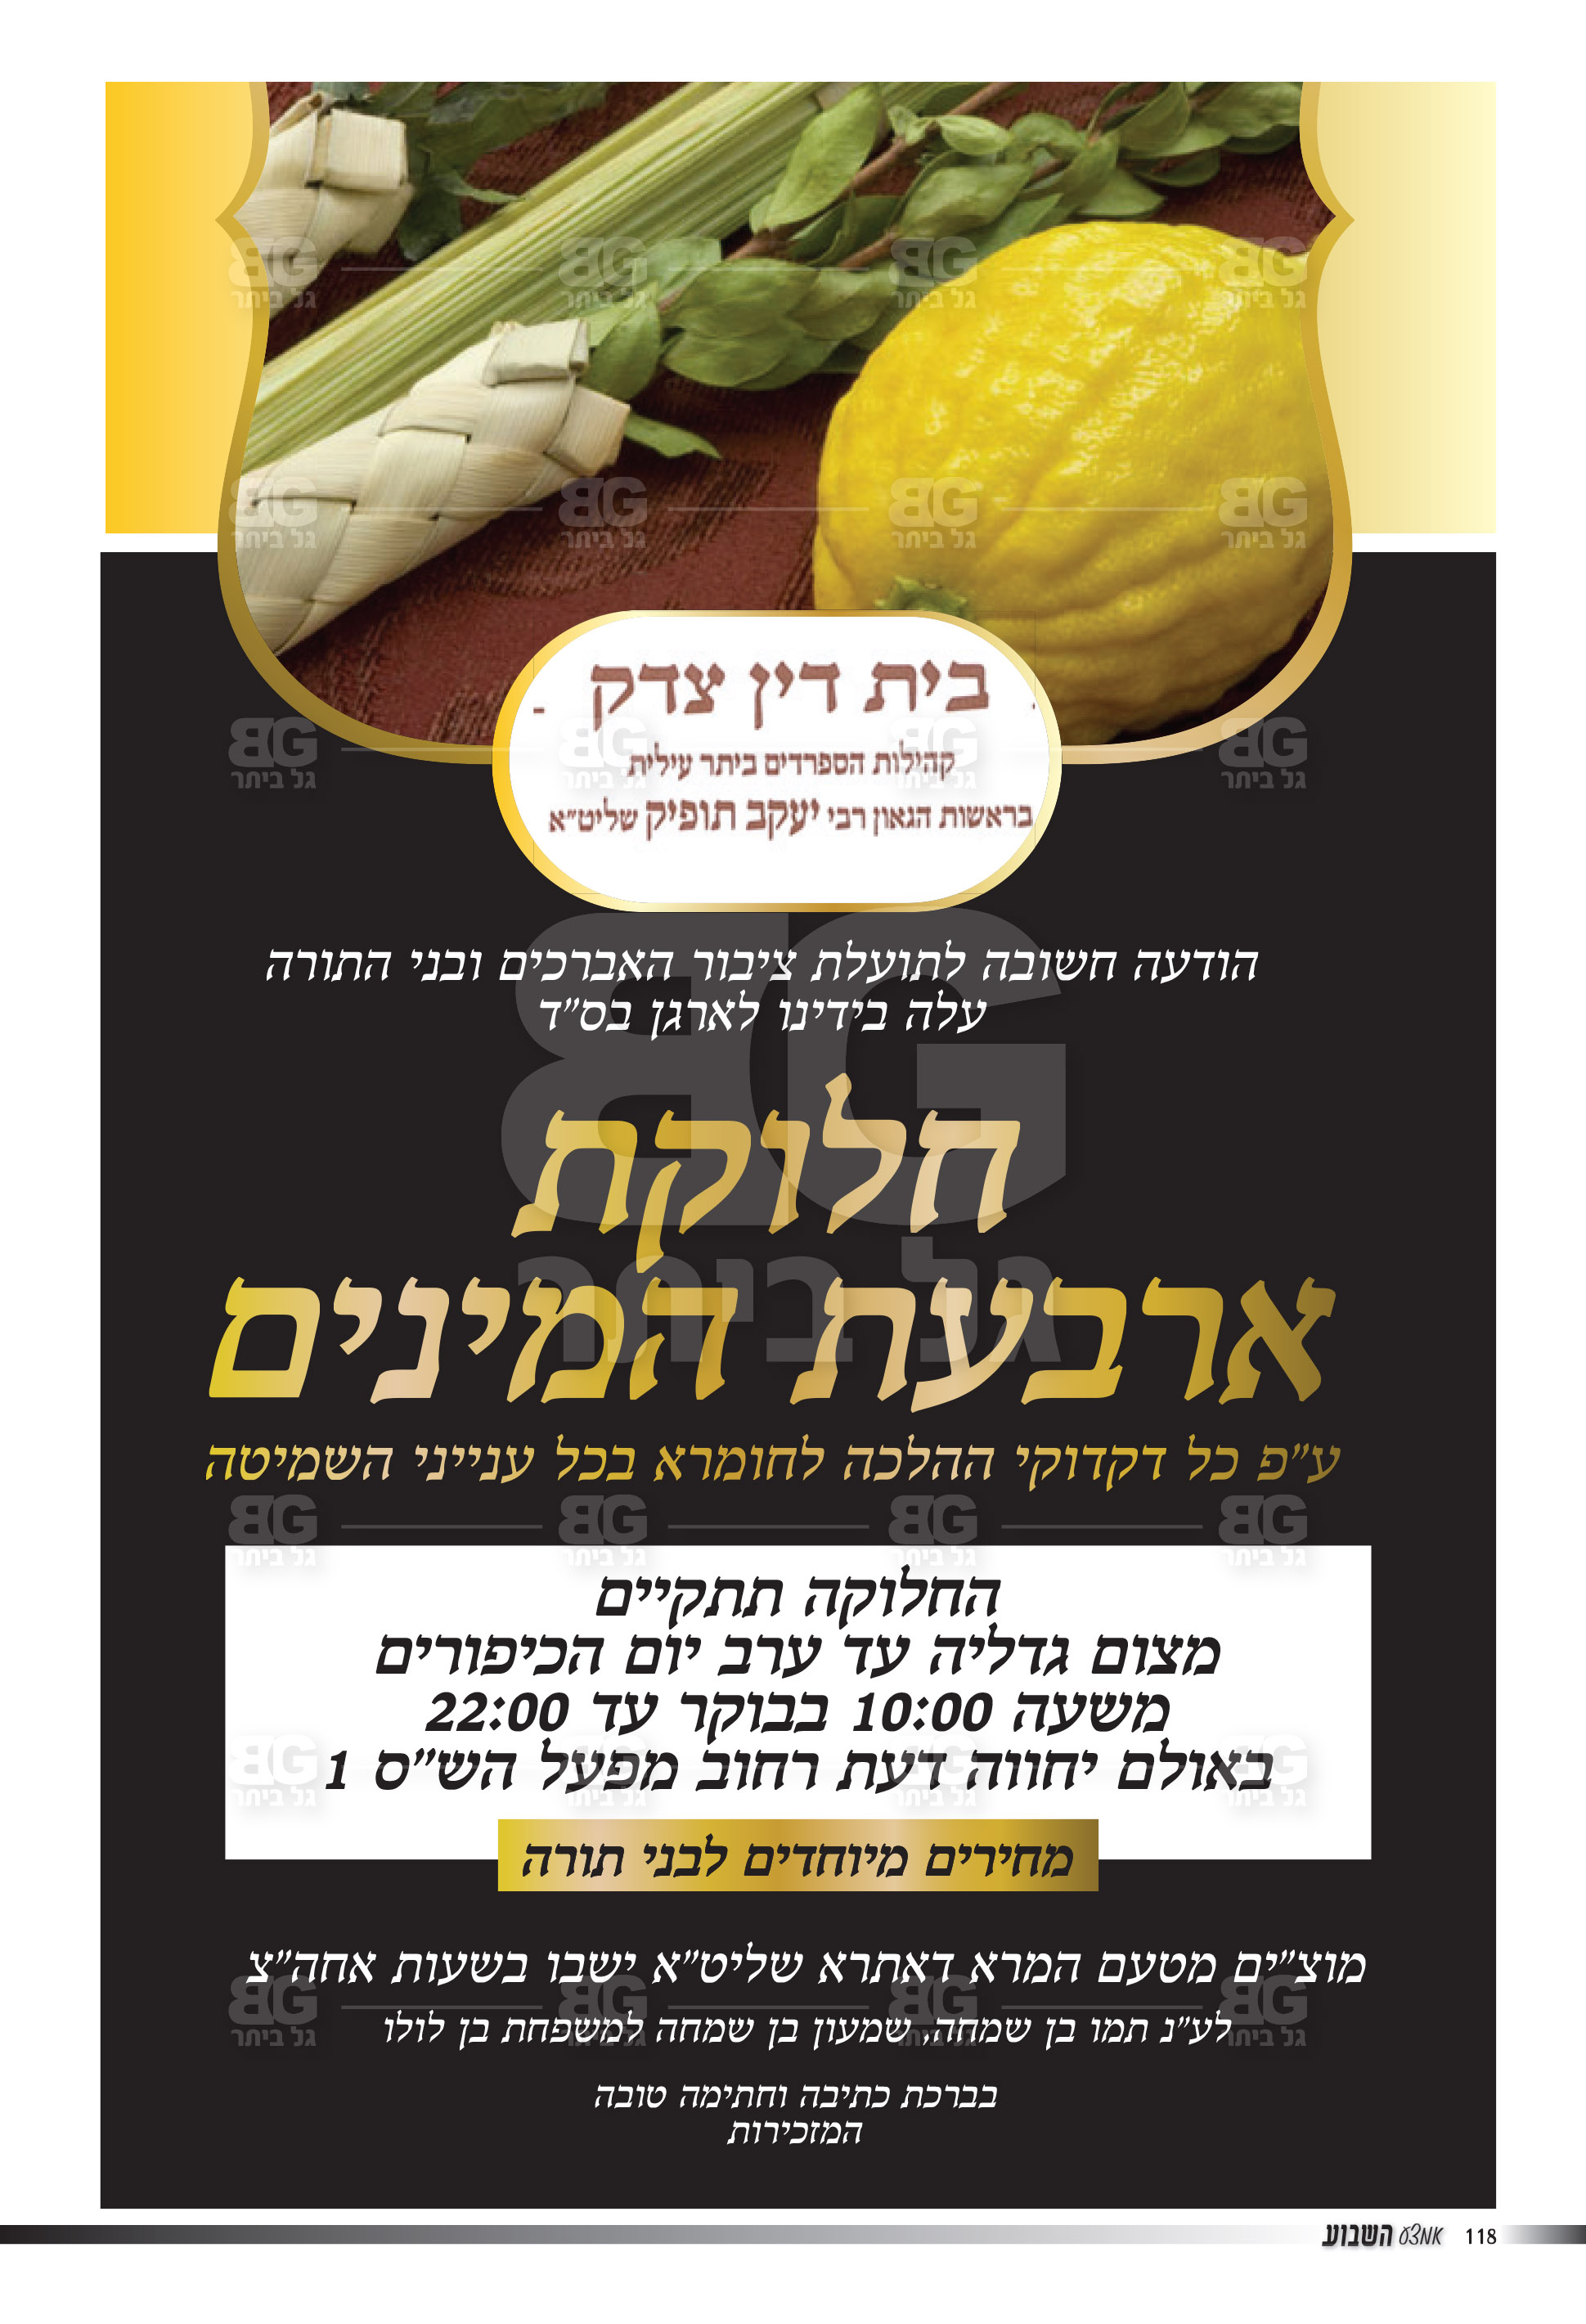 בית דין צדק
קהילות הספרדים ביתר עילית
בראשות הגאון רבי יעקב תופיק שליט"א
הודעה חשובה לתועלת ציבור האברכים ובני התורה
עלה בידינו לארגן בס"ד
חלוקת
ארבעת המינים
ע"פ כל דקדוקי ההלכה לחומרא בכל ענייני השמיטה
החלוקה תתקיים
מצום גדליה עד ערב יום הכיפורים
משעה 10:00 בבוקר עד 22:00
באולם יחווה דעת רחוב מפעל הש"ס 1
מחירים מיוחדים לבני תורה
מוצ"ים מטעם המרא דאתרא שליט"א ישבו בשעות אחה"צ
לע"נ תמו בן שמחה, שמעון בן שמחה למשפחת בן לולו
בברכת כתיבה וחתימה טובה
המזכירות
BG
גל ביתר
118 אמצע השבוע